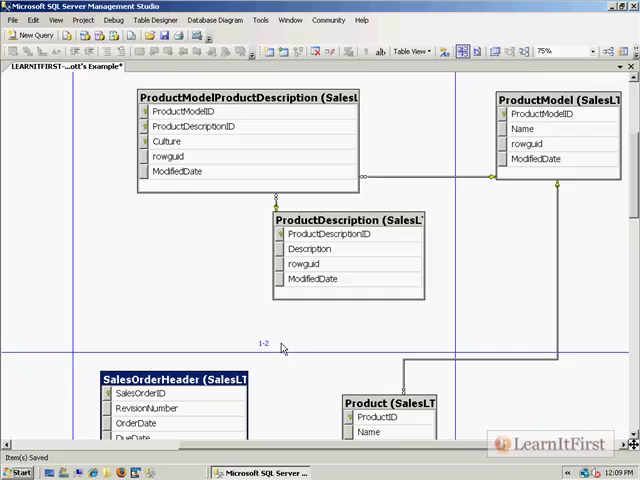 Microsoft SQL Server Management Studio
File Edit View Project Debug Table Designer Database Diagram Tools Window Community Help
New Query
Table View 75%
LEARNITFIRST-...ott's Example*
ProductModelProductDescription (SalesL
ProductModelID
ProductDescriptionID
Culture
rowguid
ModifiedDate
ProductModel (SalesLT
ProductModelID
Name
rowguid
ModifiedDate
ProductDescription (SalesL
ProductDescriptionID
Description
rowguid
ModifiedDate
1-2
SalesOrderHeader (SalesLT
SalesOrderID
RevisionNumber
OrderDate
DueDate
Product (SalesLT
ProductID
Name
LearnItFirst
Item(s) Saved
Start
Microsoft SQL Server ...
12:09 PM